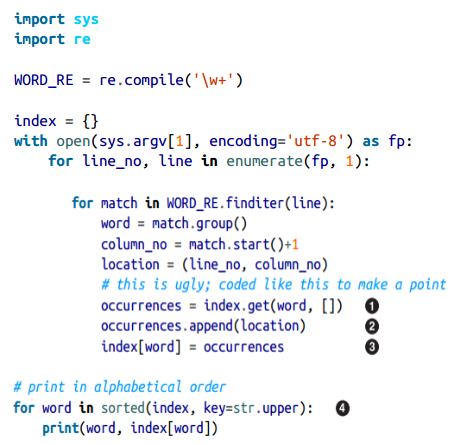 import sys
import re
WORD_RE = re.compile('\w+')
index = {}
with open(sys.argv[1], encoding='utf-8') as fp:
    for line_no, line in enumerate(fp, 1):
        for match in WORD_RE.finditer(line):
            word = match.group()
            column_no = match.start()+1
            location = (line_no, column_no)
            # this is ugly; coded like this to make a point
            occurrences = index.get(word, []) ❶
            occurrences.append(location) ❷
            index[word] = occurrences ❸
# print in alphabetical order
for word in sorted(index, key=str.upper): ❹
    print(word, index[word])